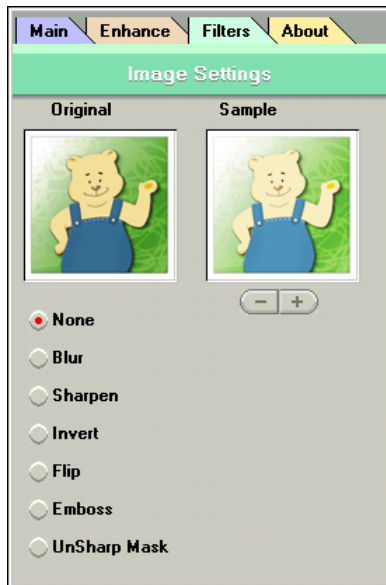 Main Enhance Filters About
Image Settings
Original Sample
− +
None
Blur
Sharpen
Invert
Flip
Emboss
UnSharp Mask